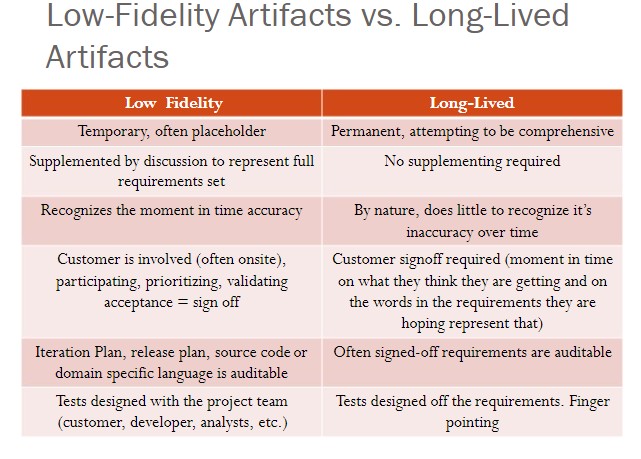 Low-Fidelity Artifacts vs. Long-Lived
Artifacts
Low Fidelity
Long-Lived
Temporary, often placeholder
Permanent, attempting to be comprehensive
Supplemented by discussion to represent full
requirements set
No supplementing required
Recognizes the moment in time accuracy
By nature, does little to recognize it's
inaccuracy over time
Customer is involved (often onsite),
participating, prioritizing, validating
acceptance = sign off
Customer signoff required (moment in time
on what they think they are getting and on
the words in the requirements they are
hoping represent that)
Iteration Plan, release plan, source code or
domain specific language is auditable
Often signed-off requirements are auditable
Tests designed with the project team
(customer, developer, analysts, etc.)
Tests designed off the requirements. Finger
pointing